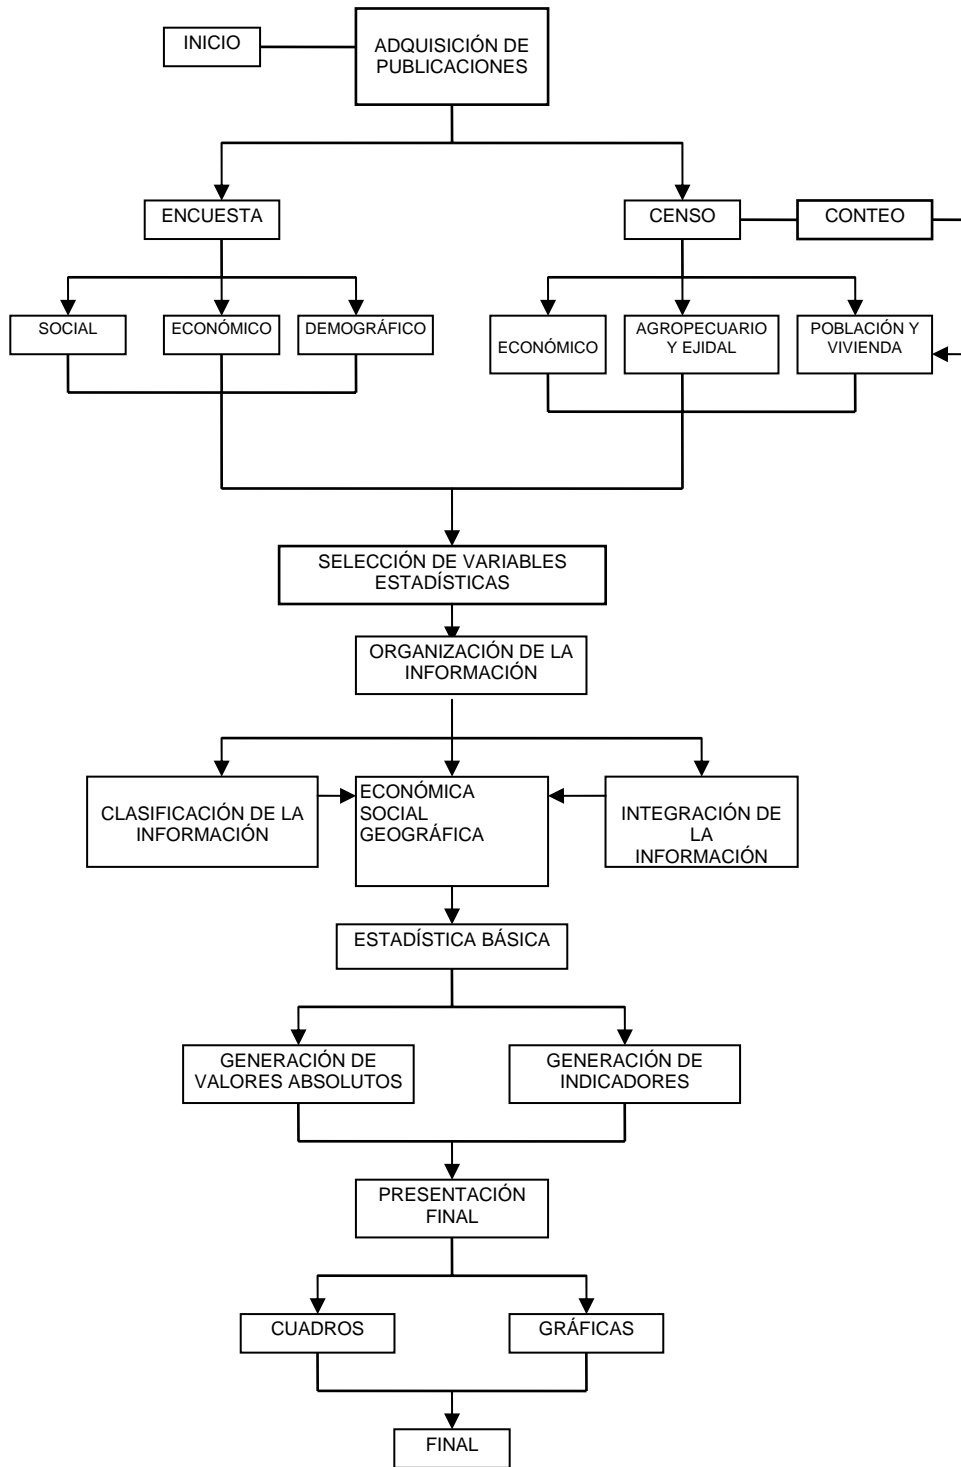 INICIO
ADQUISICIÓN DE
PUBLICACIONES
ENCUESTA
CENSO
CONTEO
SOCIAL
ECONÓMICO
DEMOGRÁFICO
ECONÓMICO
AGROPECUARIO
Y EJIDAL
POBLACIÓN Y
VIVIENDA
SELECCIÓN DE VARIABLES
ESTADÍSTICAS
ORGANIZACIÓN DE LA
INFORMACIÓN
CLASIFICACIÓN DE LA
INFORMACIÓN
ECONÓMICA
SOCIAL
GEOGRÁFICA
INTEGRACIÓN DE
LA
INFORMACIÓN
ESTADÍSTICA BÁSICA
GENERACIÓN DE
VALORES ABSOLUTOS
GENERACIÓN DE
INDICADORES
PRESENTACIÓN
FINAL
CUADROS
GRÁFICAS
FINAL